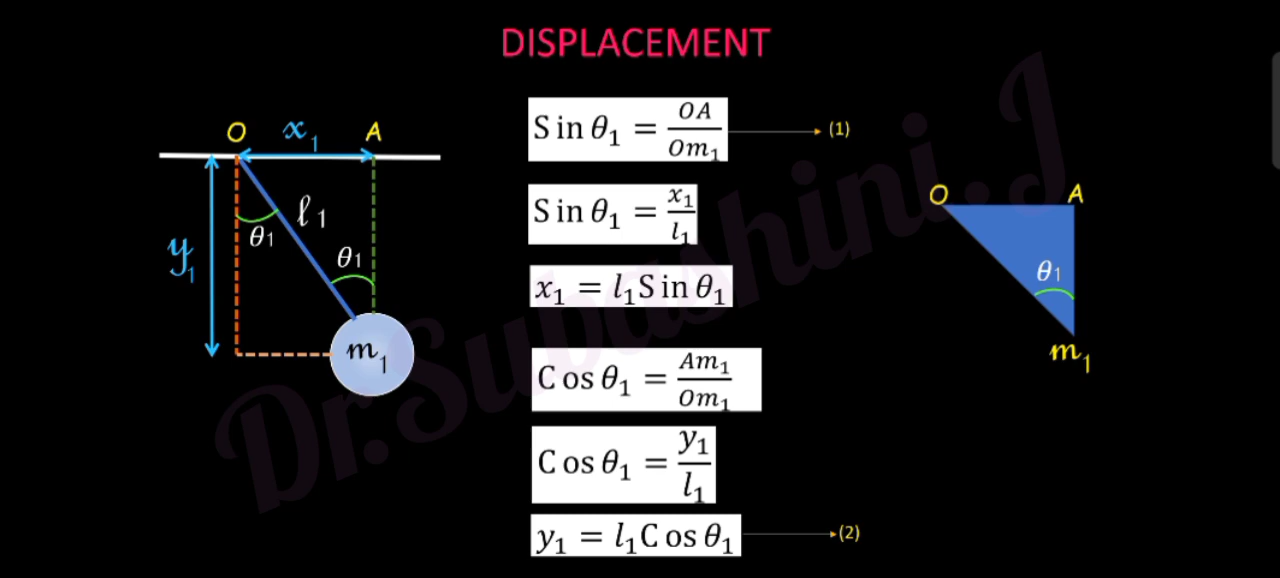 DISPLACEMENT
O x₁ A
ℓ₁
θ₁
θ₁
y₁
m₁
Sin θ₁ = OA/Om₁ (1)
Sin θ₁ = x₁/l₁
x₁ = l₁Sin θ₁
Cos θ₁ = Am₁/Om₁
Cos θ₁ = y₁/l₁
y₁ = l₁Cos θ₁ (2)
O A
θ₁
m₁
Dr.Subashini.J